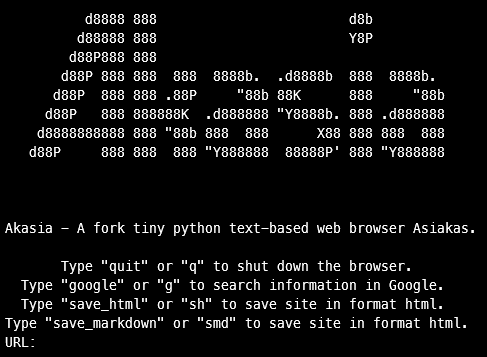 d8888 888                        d8b
         d88888 888                        Y8P
        d88P888 888
       d88P 888 888  888  8888b.  .d8888b  888  8888b.
      d88P  888 888 .88P     "88b 88K      888     "88b
     d88P   888 888888K  .d888888 "Y8888b. 888 .d888888
    d8888888888 888 "88b 888  888      X88 888 888  888
   d88P     888 888  888 "Y888888  88888P' 888 "Y888888
Akasia - A fork tiny python text-based web browser Asiakas.
Type "quit" or "q" to shut down the browser.
Type "google" or "g" to search information in Google.
Type "save_html" or "sh" to save site in format html.
Type "save_markdown" or "smd" to save site in format html.
URL: